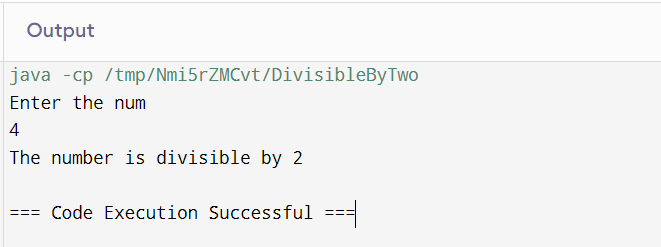 Output
java -cp /tmp/Nmi5rZMCvt/DivisibleByTwo
Enter the num
4
The number is divisible by 2
=== Code Execution Successful ===